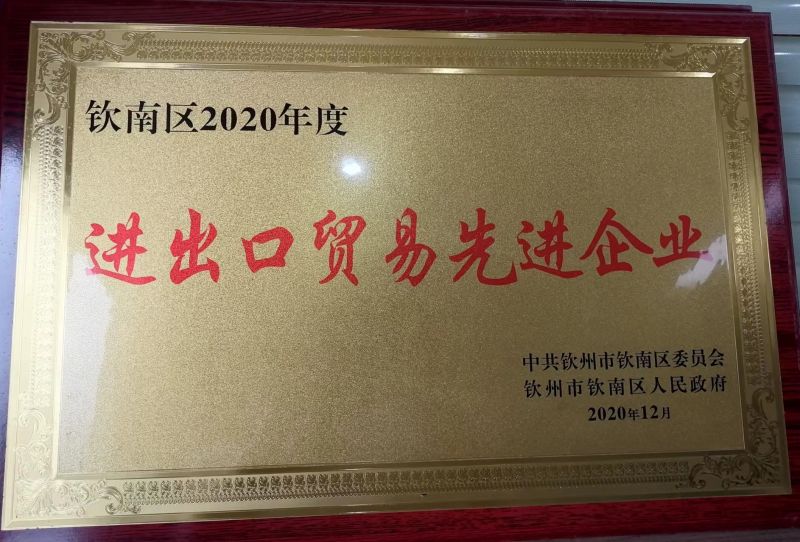 钦南区2020年度
进出口贸易先进企业
中共钦州市钦南区委员会
钦州市钦南区人民政府
2020年12月